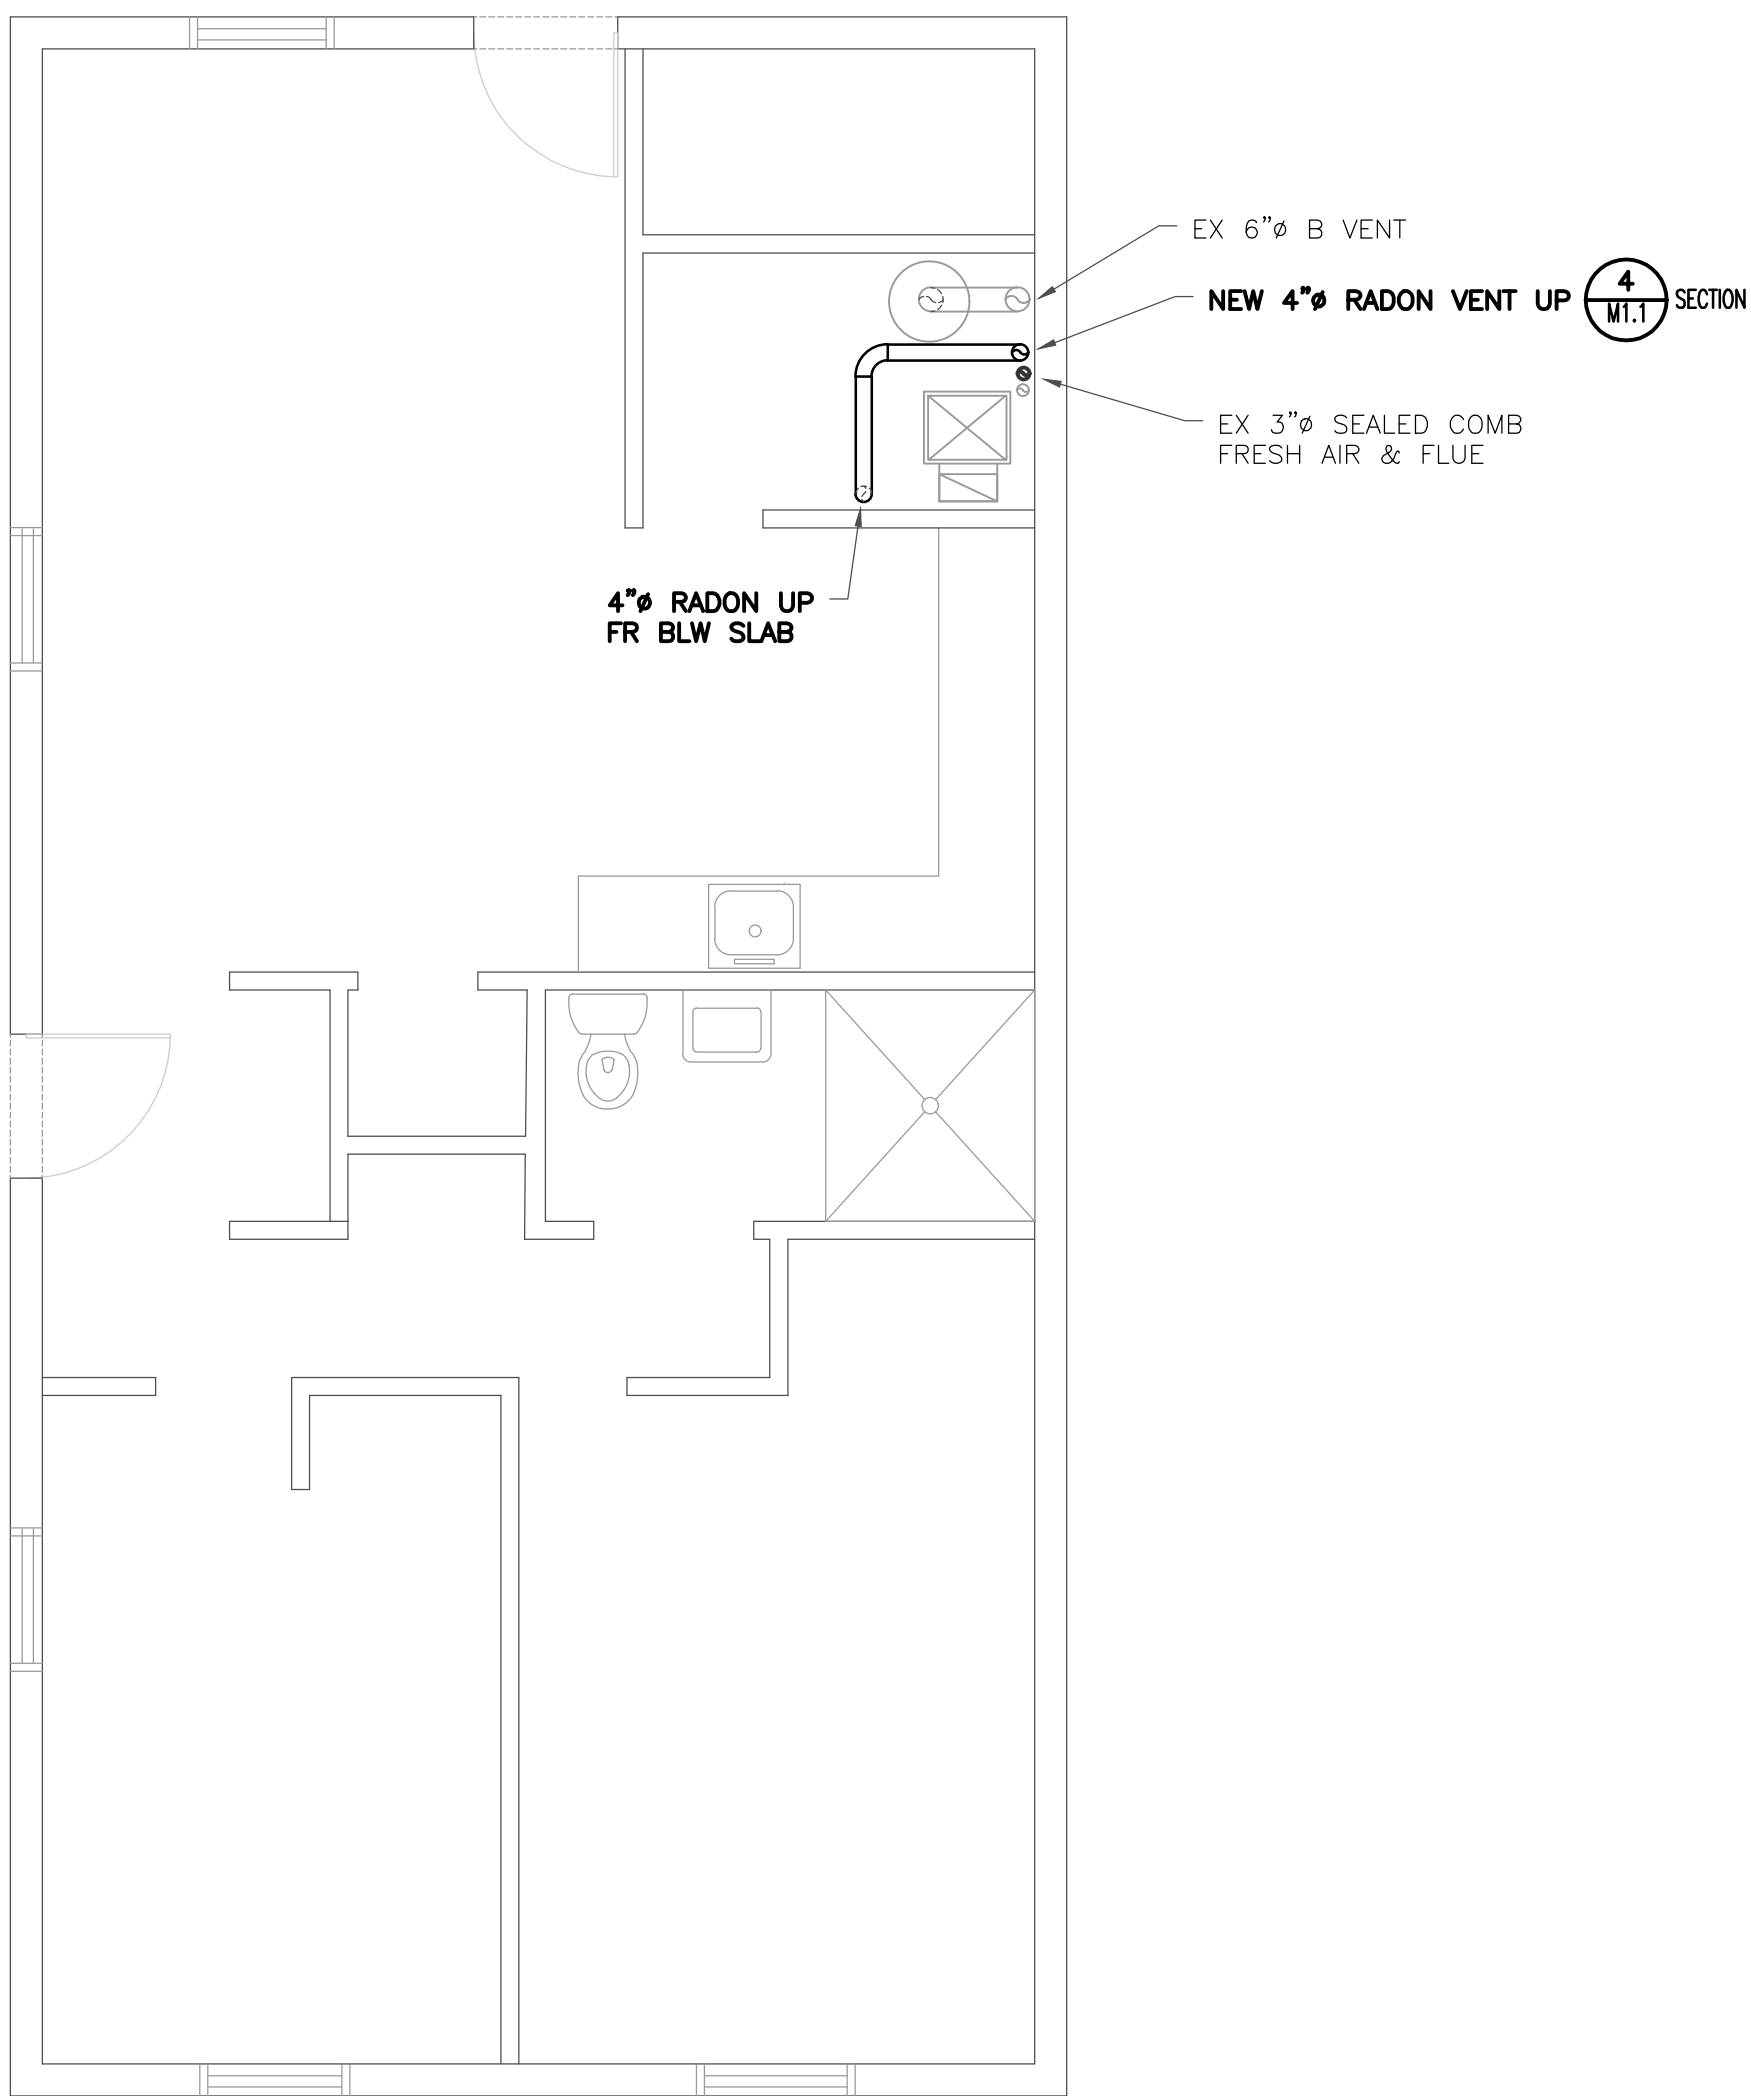 EX 6"ø B VENT
NEW 4"ø RADON VENT UP
4
M1.1
SECTION
EX 3"ø SEALED COMB
FRESH AIR & FLUE
4"ø RADON UP
FR BLW SLAB